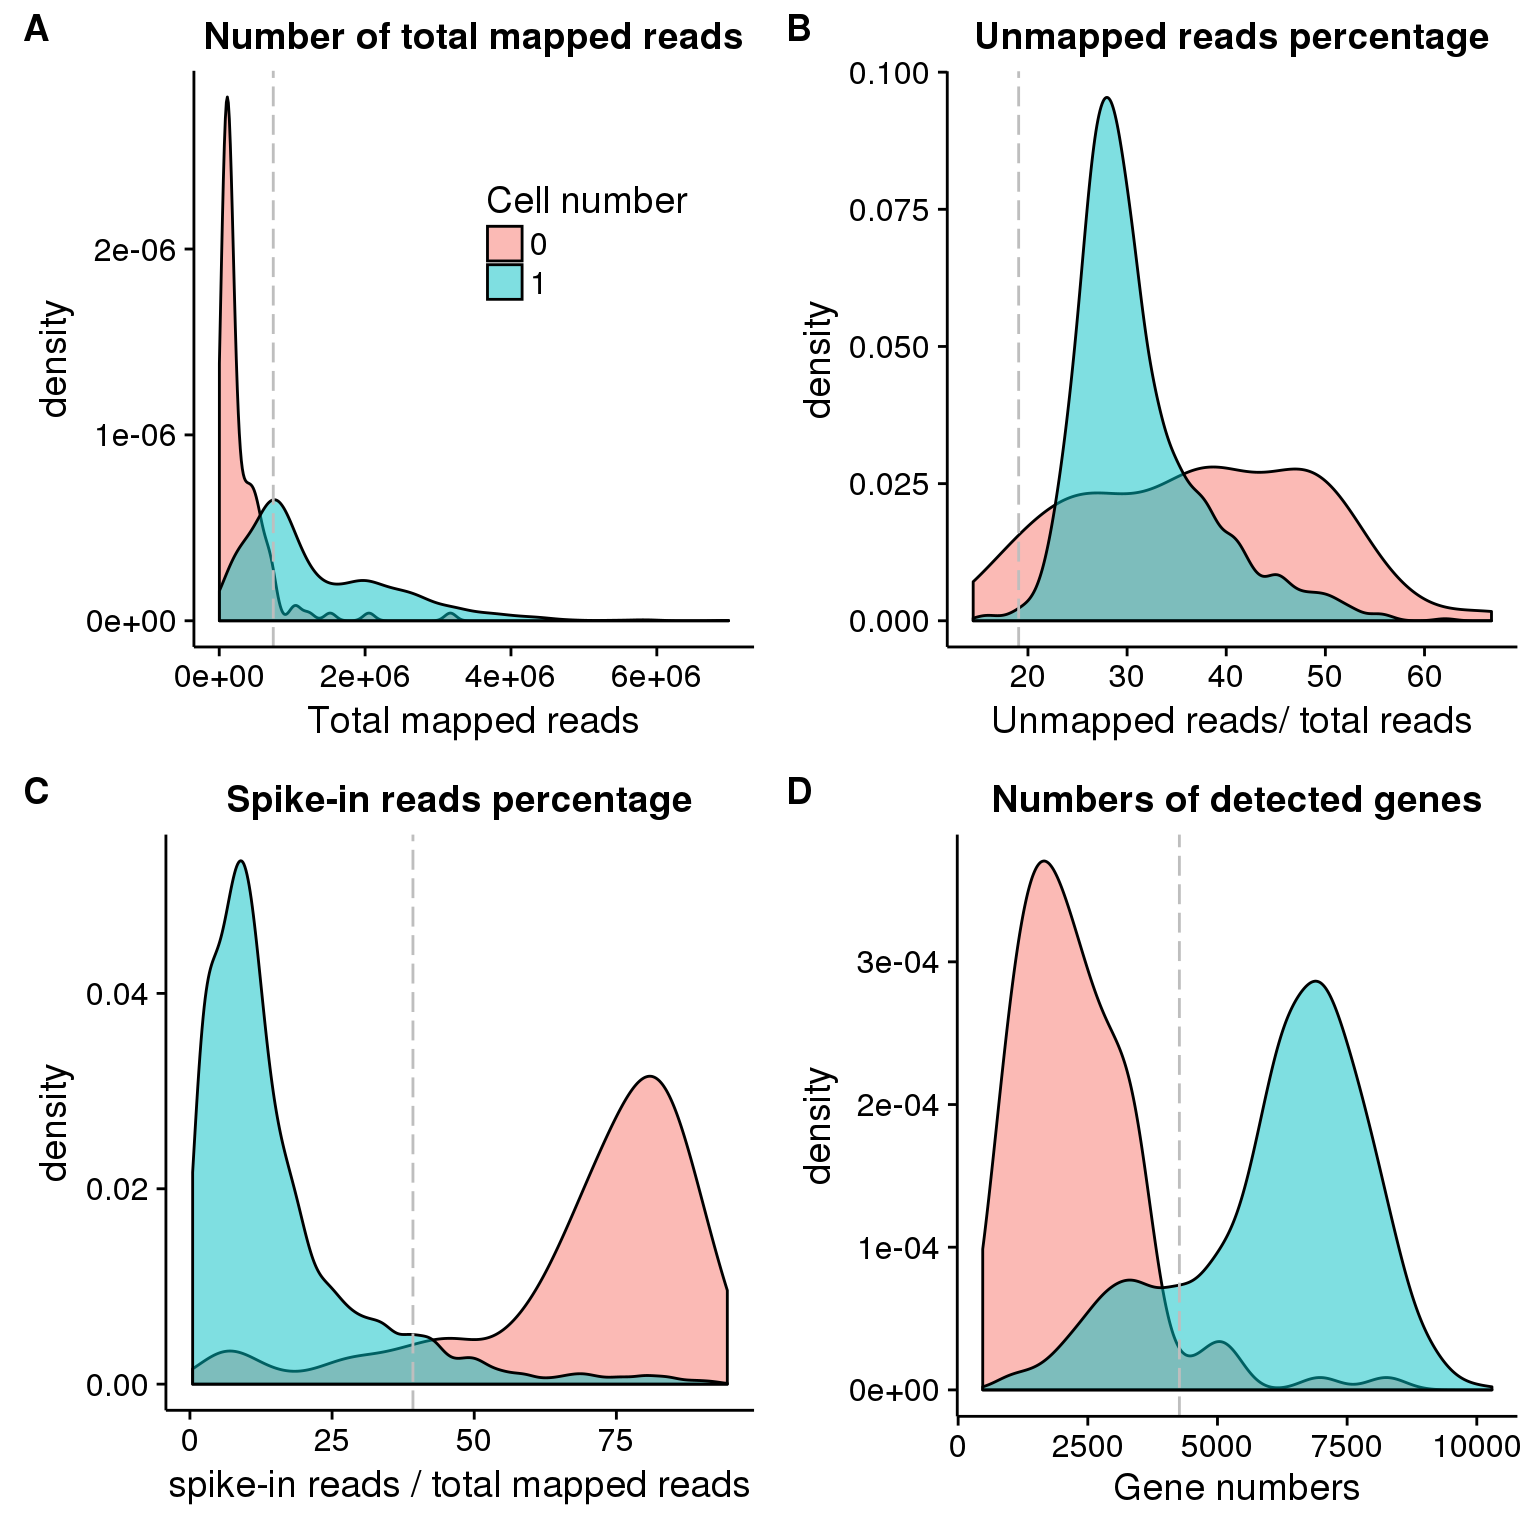 A
Number of total mapped reads
2e-06
1e-06
0e+00
density
Cell number
0
1
0e+00 2e+06 4e+06 6e+06
Total mapped reads
B
Unmapped reads percentage
0.100
0.075
0.050
0.025
0.000
density
20 30 40 50 60
Unmapped reads/ total reads
C
Spike-in reads percentage
0.04
0.02
0.00
density
0 25 50 75
spike-in reads / total mapped reads
D
Numbers of detected genes
3e-04
2e-04
1e-04
0e+00
density
0 2500 5000 7500 10000
Gene numbers